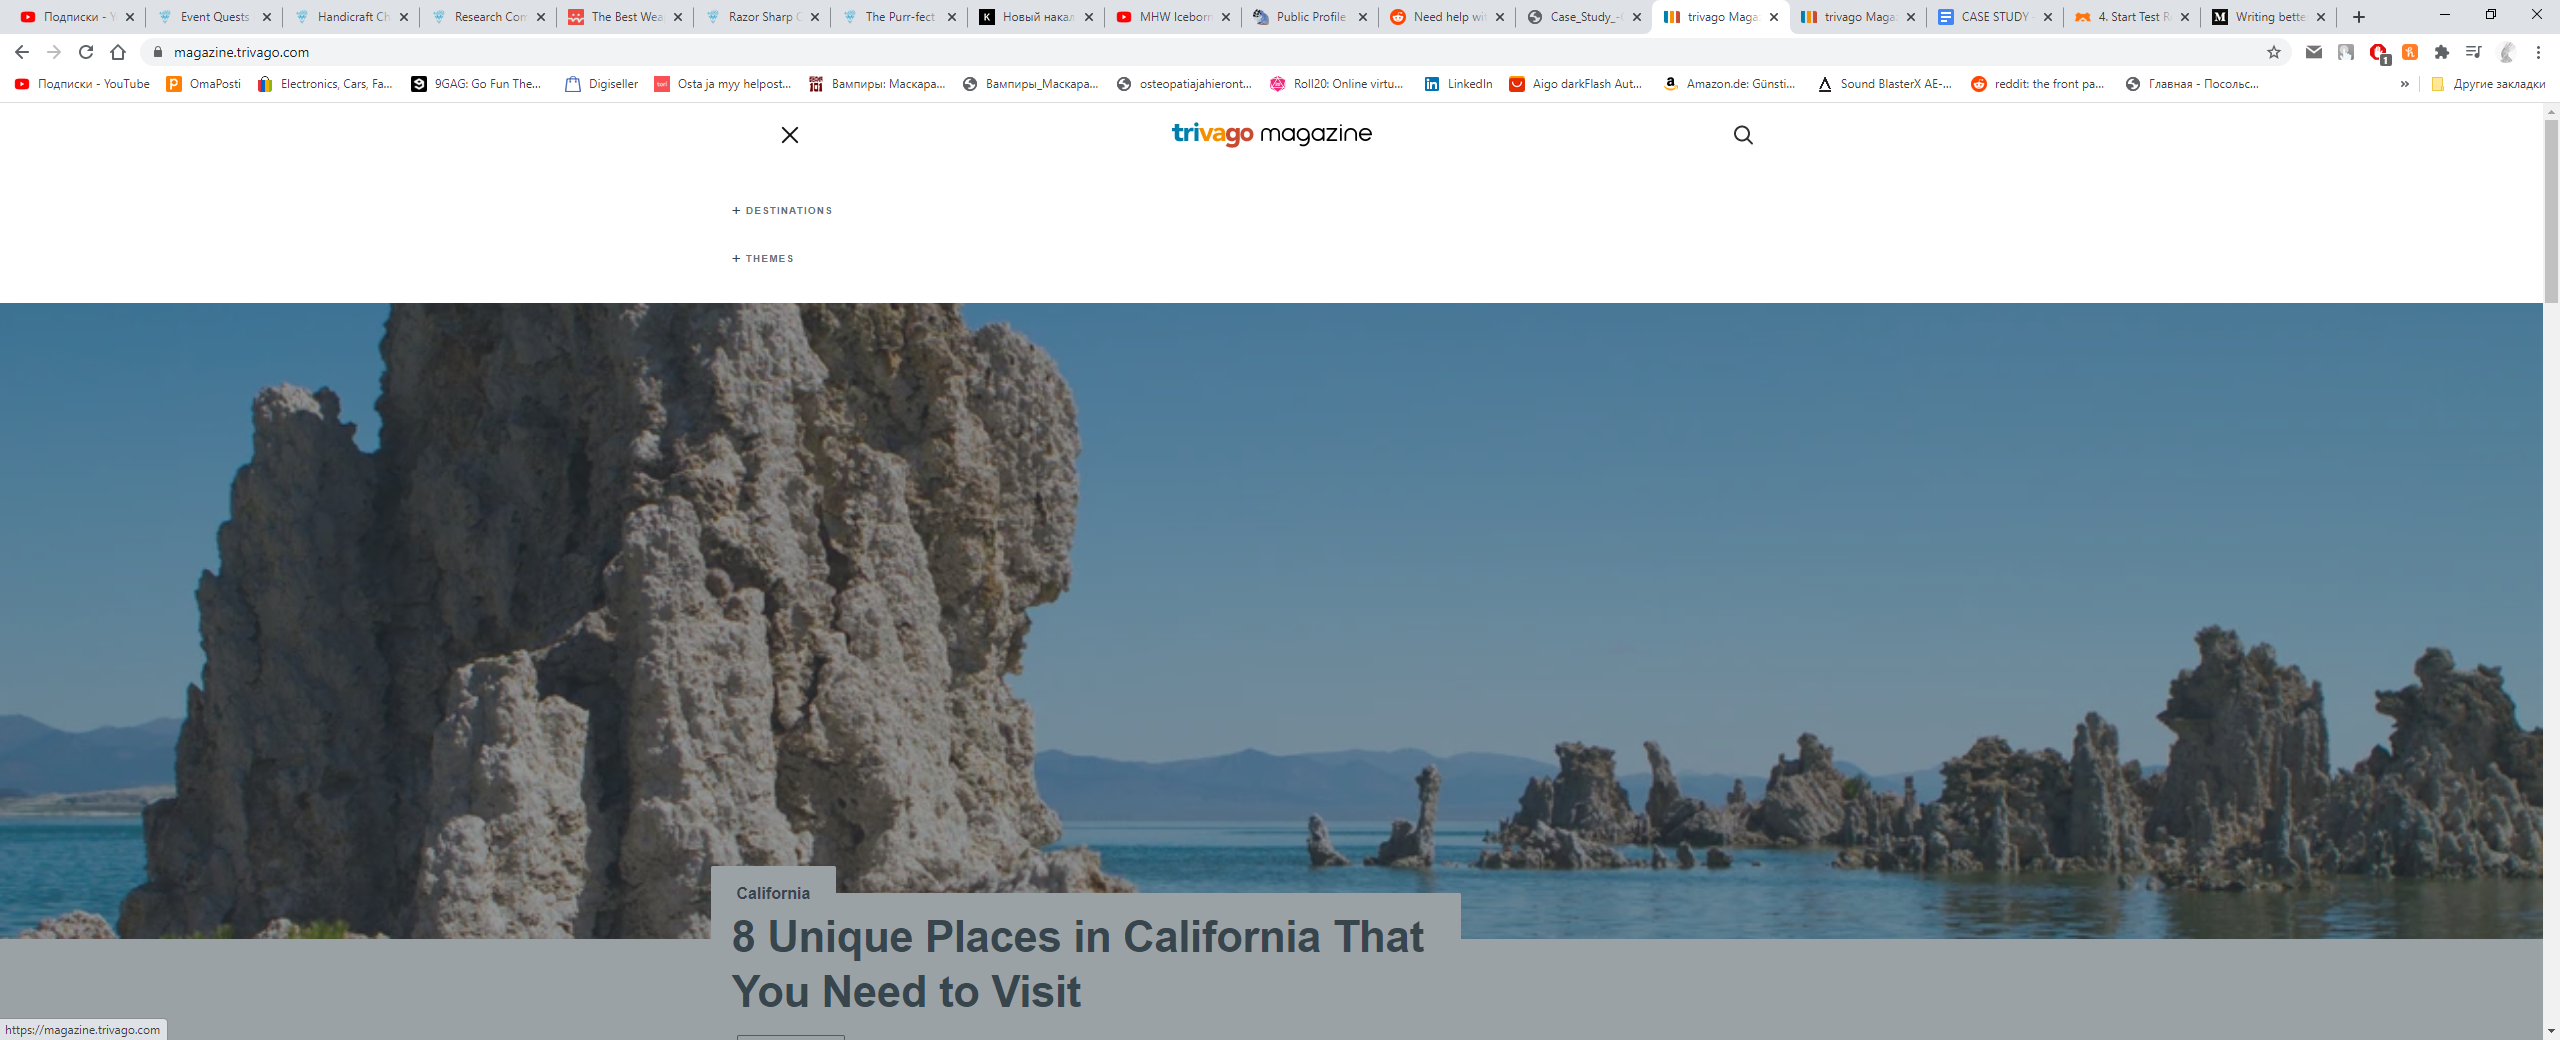 Подписки - Y
Event Quests
Handicraft Ch
Research Com
The Best Wea
Razor Sharp C
The Purr-fect
Новый накал
MHW Iceborn
Public Profile
Need help wit
Case_Study_-
trivago Maga
trivago Maga
CASE STUDY -
4. Start Test R
Writing bette
magazine.trivago.com
1
Подписки - YouTube
OmaPosti
Electronics, Cars, Fa...
9GAG: Go Fun The...
Digiseller
Osta ja myy helpost...
Вампиры: Маскара...
Вампиры_Маскара...
osteopatiajahieront...
Roll20: Online virtu...
LinkedIn
Aigo darkFlash Aut...
Amazon.de: Günsti...
Sound BlasterX AE-...
reddit: the front pa...
Главная - Посольс...
»
Другие закладки
trivago magazine
+ DESTINATIONS
+ THEMES
California
8 Unique Places in California That
You Need to Visit
https://magazine.trivago.com